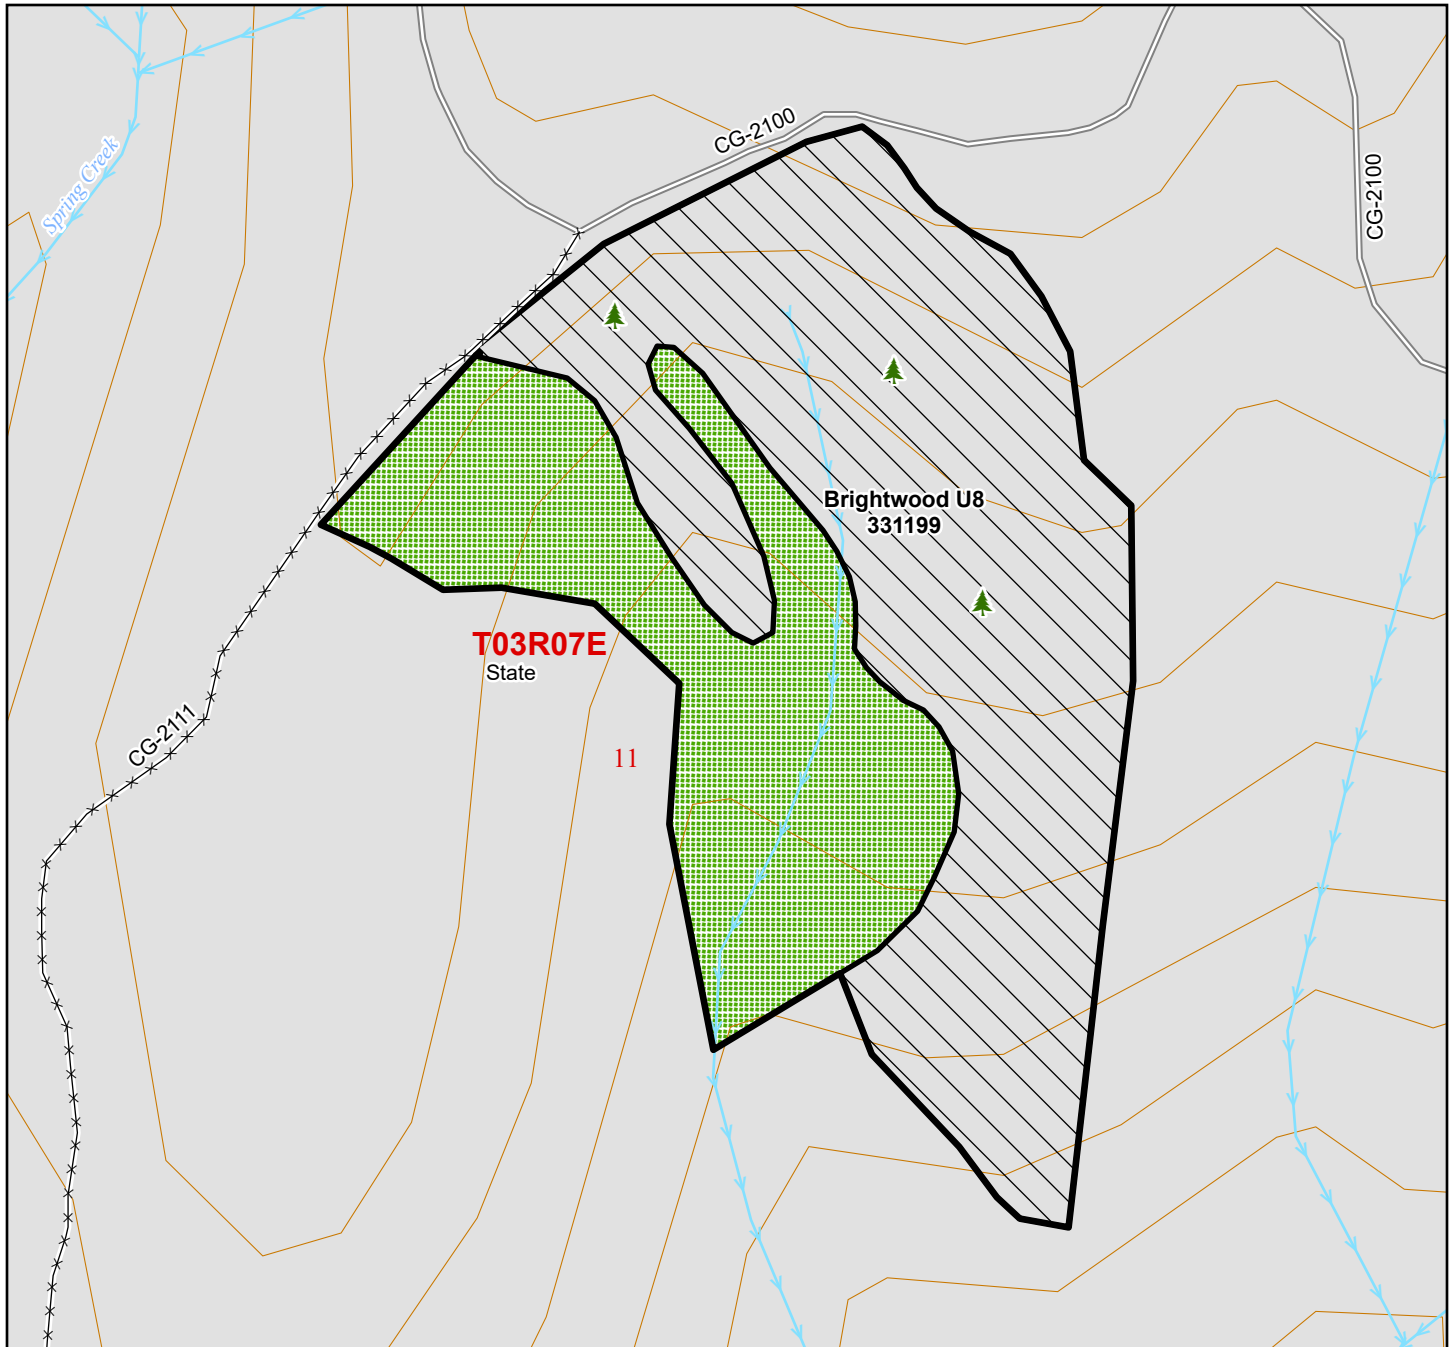 CG-2100
Spring Creek
CG-2100
Brightwood U8
331199
T03R07E
State
CG-2111
11